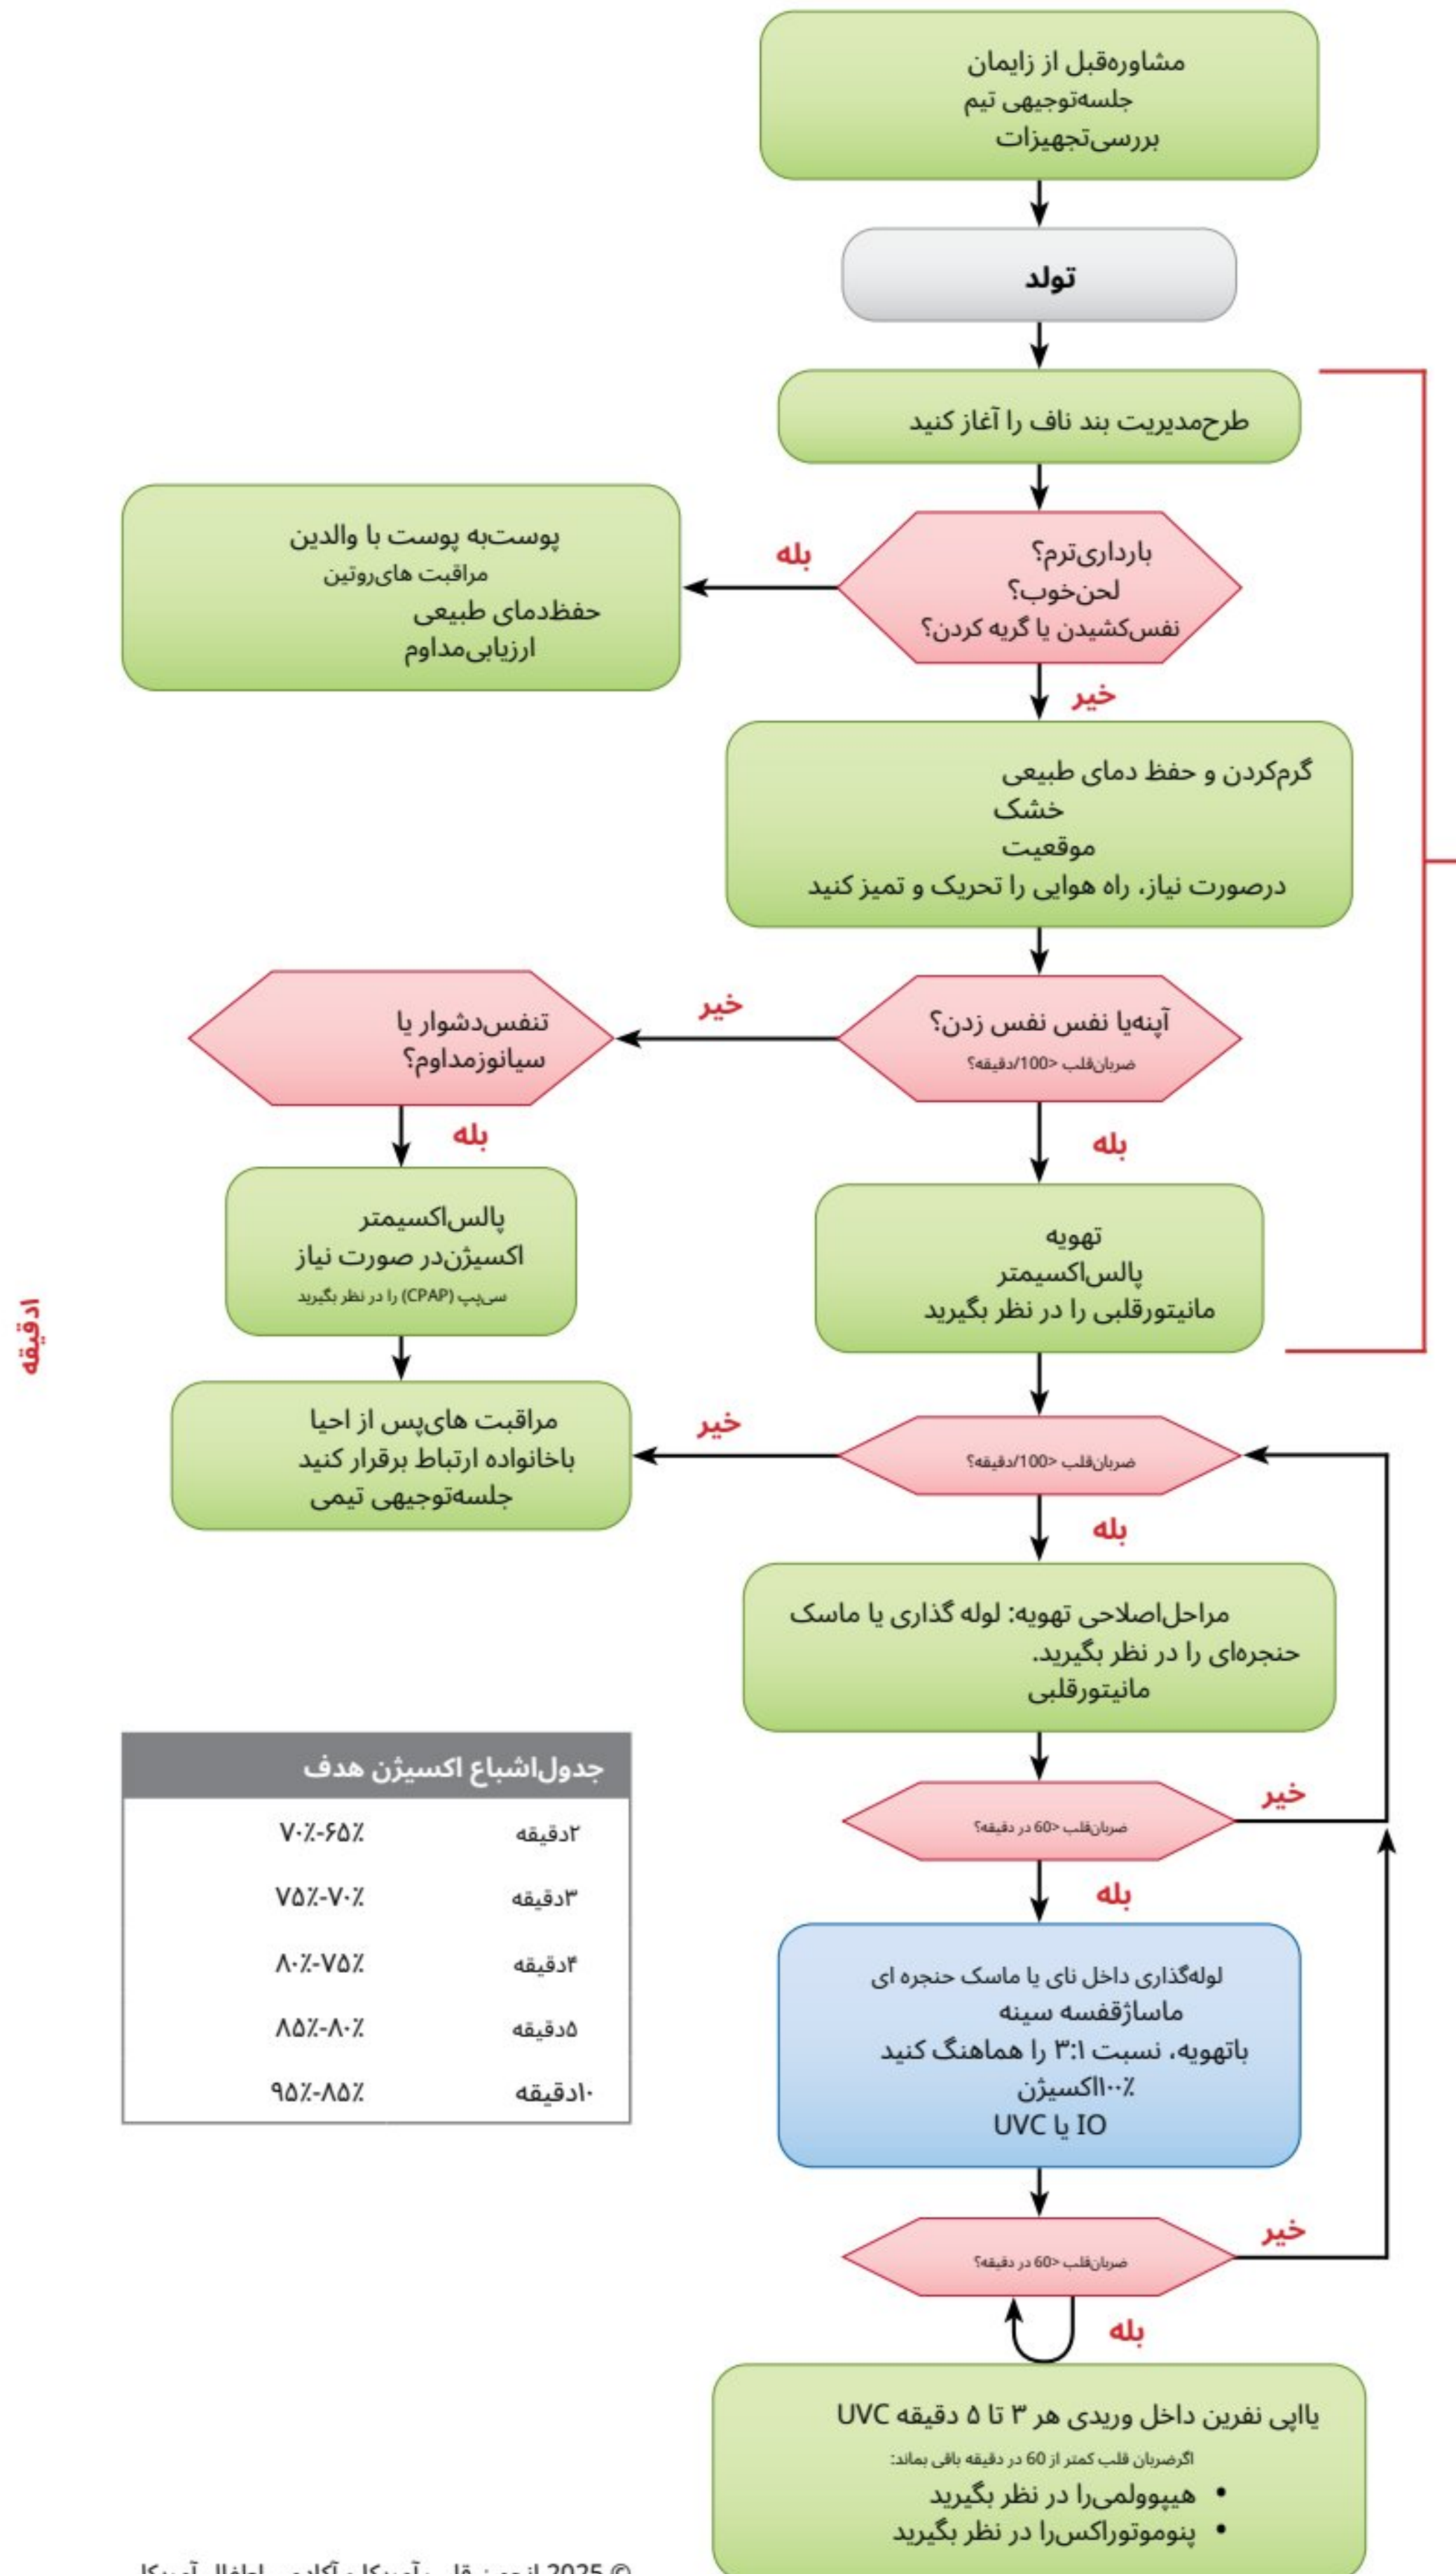 مشاوره‌قبل از زایمان
جلسه‌توجیهی تیم
بررسی‌تجهیزات
تولد
طرح‌مدیریت بند ناف را آغاز کنید
بارداری‌ترم؟
لحن‌خوب؟
نفس‌کشیدن یا گریه کردن؟
بله
پوست‌به پوست با والدین
مراقبت های‌روتین
حفظ‌دمای طبیعی
ارزیابی‌مداوم
خیر
گرم‌کردن و حفظ دمای طبیعی
خشک
موقعیت
درصورت نیاز، راه هوایی را تحریک و تمیز کنید
آپنه‌یا نفس نفس زدن؟
ضربان‌قلب <100/دقیقه؟
خیر
تنفس‌دشوار یا
سیانوزمداوم؟
بله
بله
پالس‌اکسیمتر
اکسیژن‌در صورت نیاز
سی‌پپ (CPAP) را در نظر بگیرید
تهویه
پالس‌اکسیمتر
مانیتورقلبی را در نظر بگیرید
۱دقیقه
مراقبت های‌پس از احیا
باخانواده ارتباط برقرار کنید
جلسه‌توجیهی تیمی
خیر
ضربان‌قلب <100/دقیقه؟
بله
مراحل‌اصلاحی تهویه: لوله گذاری یا ماسک
حنجره‌ای را در نظر بگیرید.
مانیتورقلبی
ضربان‌قلب <60 در دقیقه؟
خیر
بله
جدول‌اشباع اکسیژن هدف
۲دقیقه ۶۵٪-۷۰٪
۳دقیقه ۷۰٪-۷۵٪
۴دقیقه ۷۵٪-۸۰٪
۵دقیقه ۸۰٪-۸۵٪
۱۰دقیقه ۸۵٪-۹۵٪
لوله‌گذاری داخل نای یا ماسک حنجره ای
ماساژقفسه سینه
باتهویه، نسبت ۳:۱ را هماهنگ کنید
۱۰۰٪اکسیژن
UVC یا IO
ضربان‌قلب <60 در دقیقه؟
خیر
بله
یااپی نفرین داخل وریدی هر ۳ تا ۵ دقیقه UVC
اگرضربان قلب کمتر از 60 در دقیقه باقی بماند:
• هیپوولمی‌را در نظر بگیرید
• پنوموتوراکس‌را در نظر بگیرید
© 2025 انجمن قلب آمریکا و آکادمی اطفال آمریکا